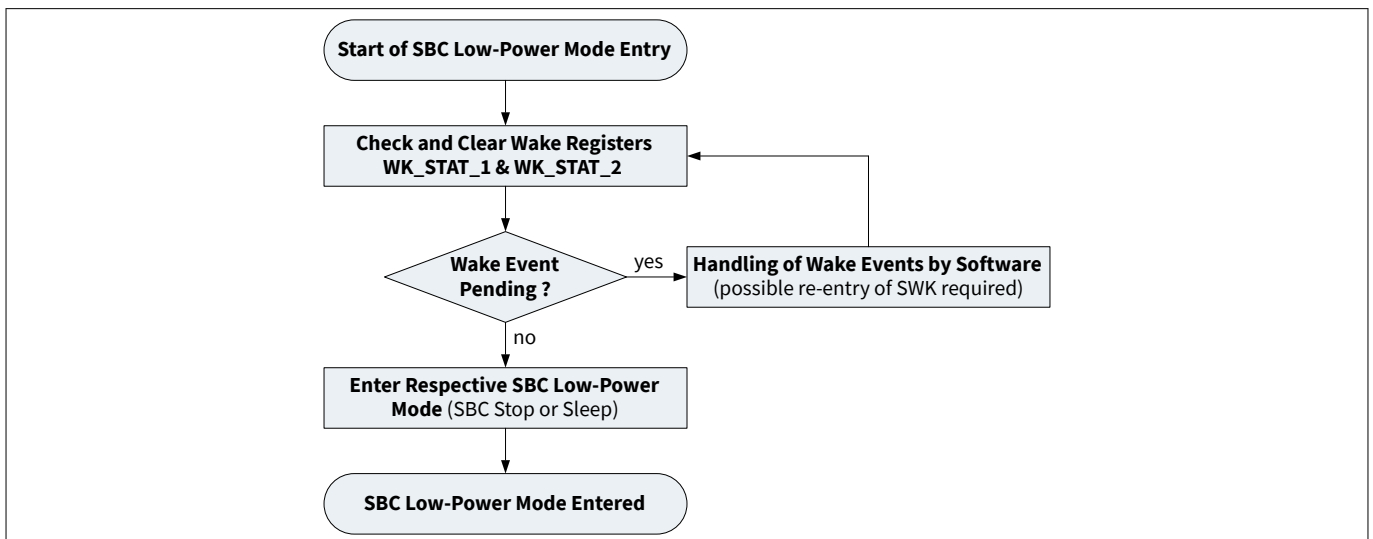 Start of SBC Low-Power Mode Entry
Check and Clear Wake Registers
WK_STAT_1 & WK_STAT_2
Wake Event
Pending ?
yes
Handling of Wake Events by Software
(possible re-entry of SWK required)
no
Enter Respective SBC Low-Power
Mode (SBC Stop or Sleep)
SBC Low-Power Mode Entered